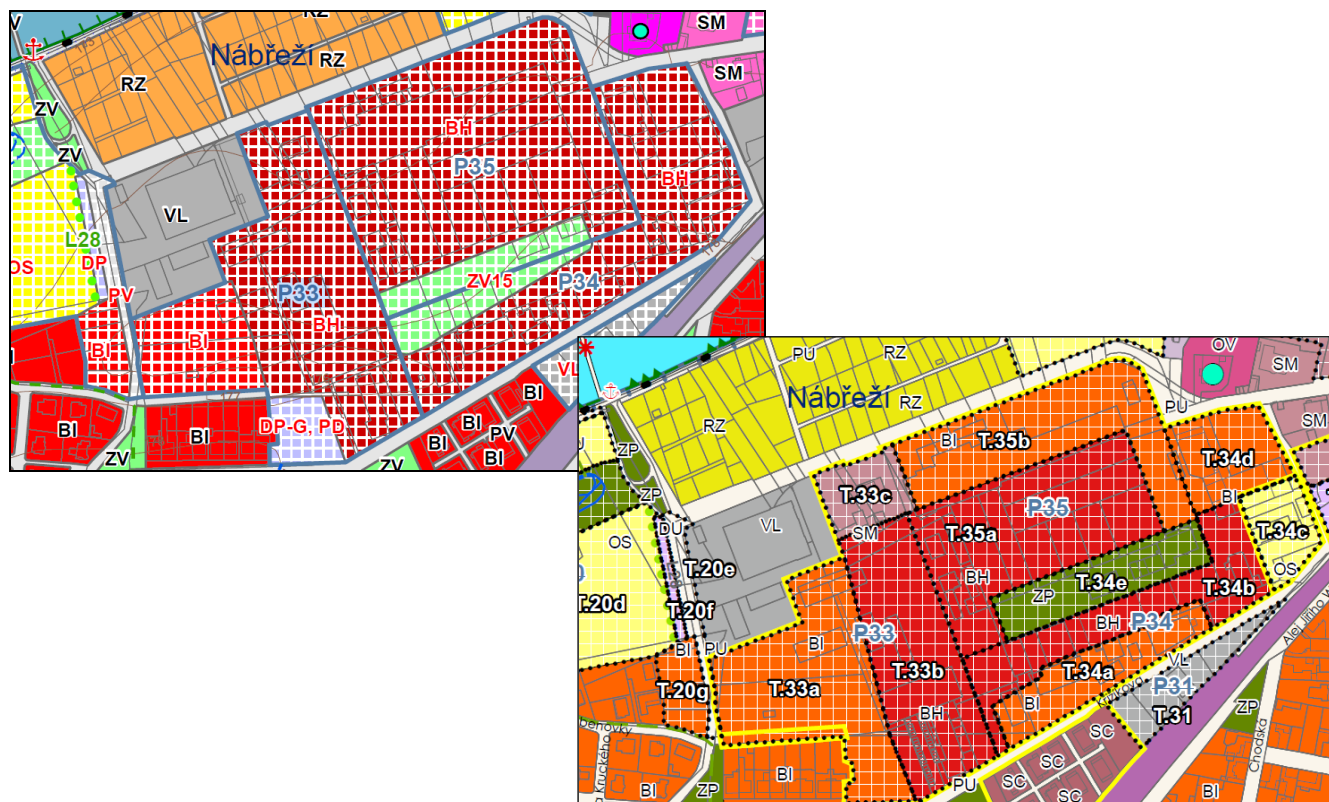 V
RZ
SM
Nábřeží
RZ
RZ
SM
ZV
BH
ZV
P35
BH
VL
L28
OS
DP
ZV15
P34
PV
P33
BH
BI
BI
VL
BI
BI
BI
DP-G, PD
BI
PV
BI
ZV
ZV
PU
RZ
OV
SM
Nábřeží
RZ
RZ
PU
SM
BI
T.35b
ZP
T.34d
T.33c
P35
BI
ZP
SM
VL
DU
T.35a
T.34c
OS
T.20e
OS
T.34e
BH
T.34b
T.20d
T.20f
ZP
BH
P34
P33
BI
PU
BI
VL
T.33b
T.34a
P31
T.20g
T.33a
T.31
BI
ZP
BH
SC
SC
SC
SC
Chodská
BI
ZP
BI
PU
BI